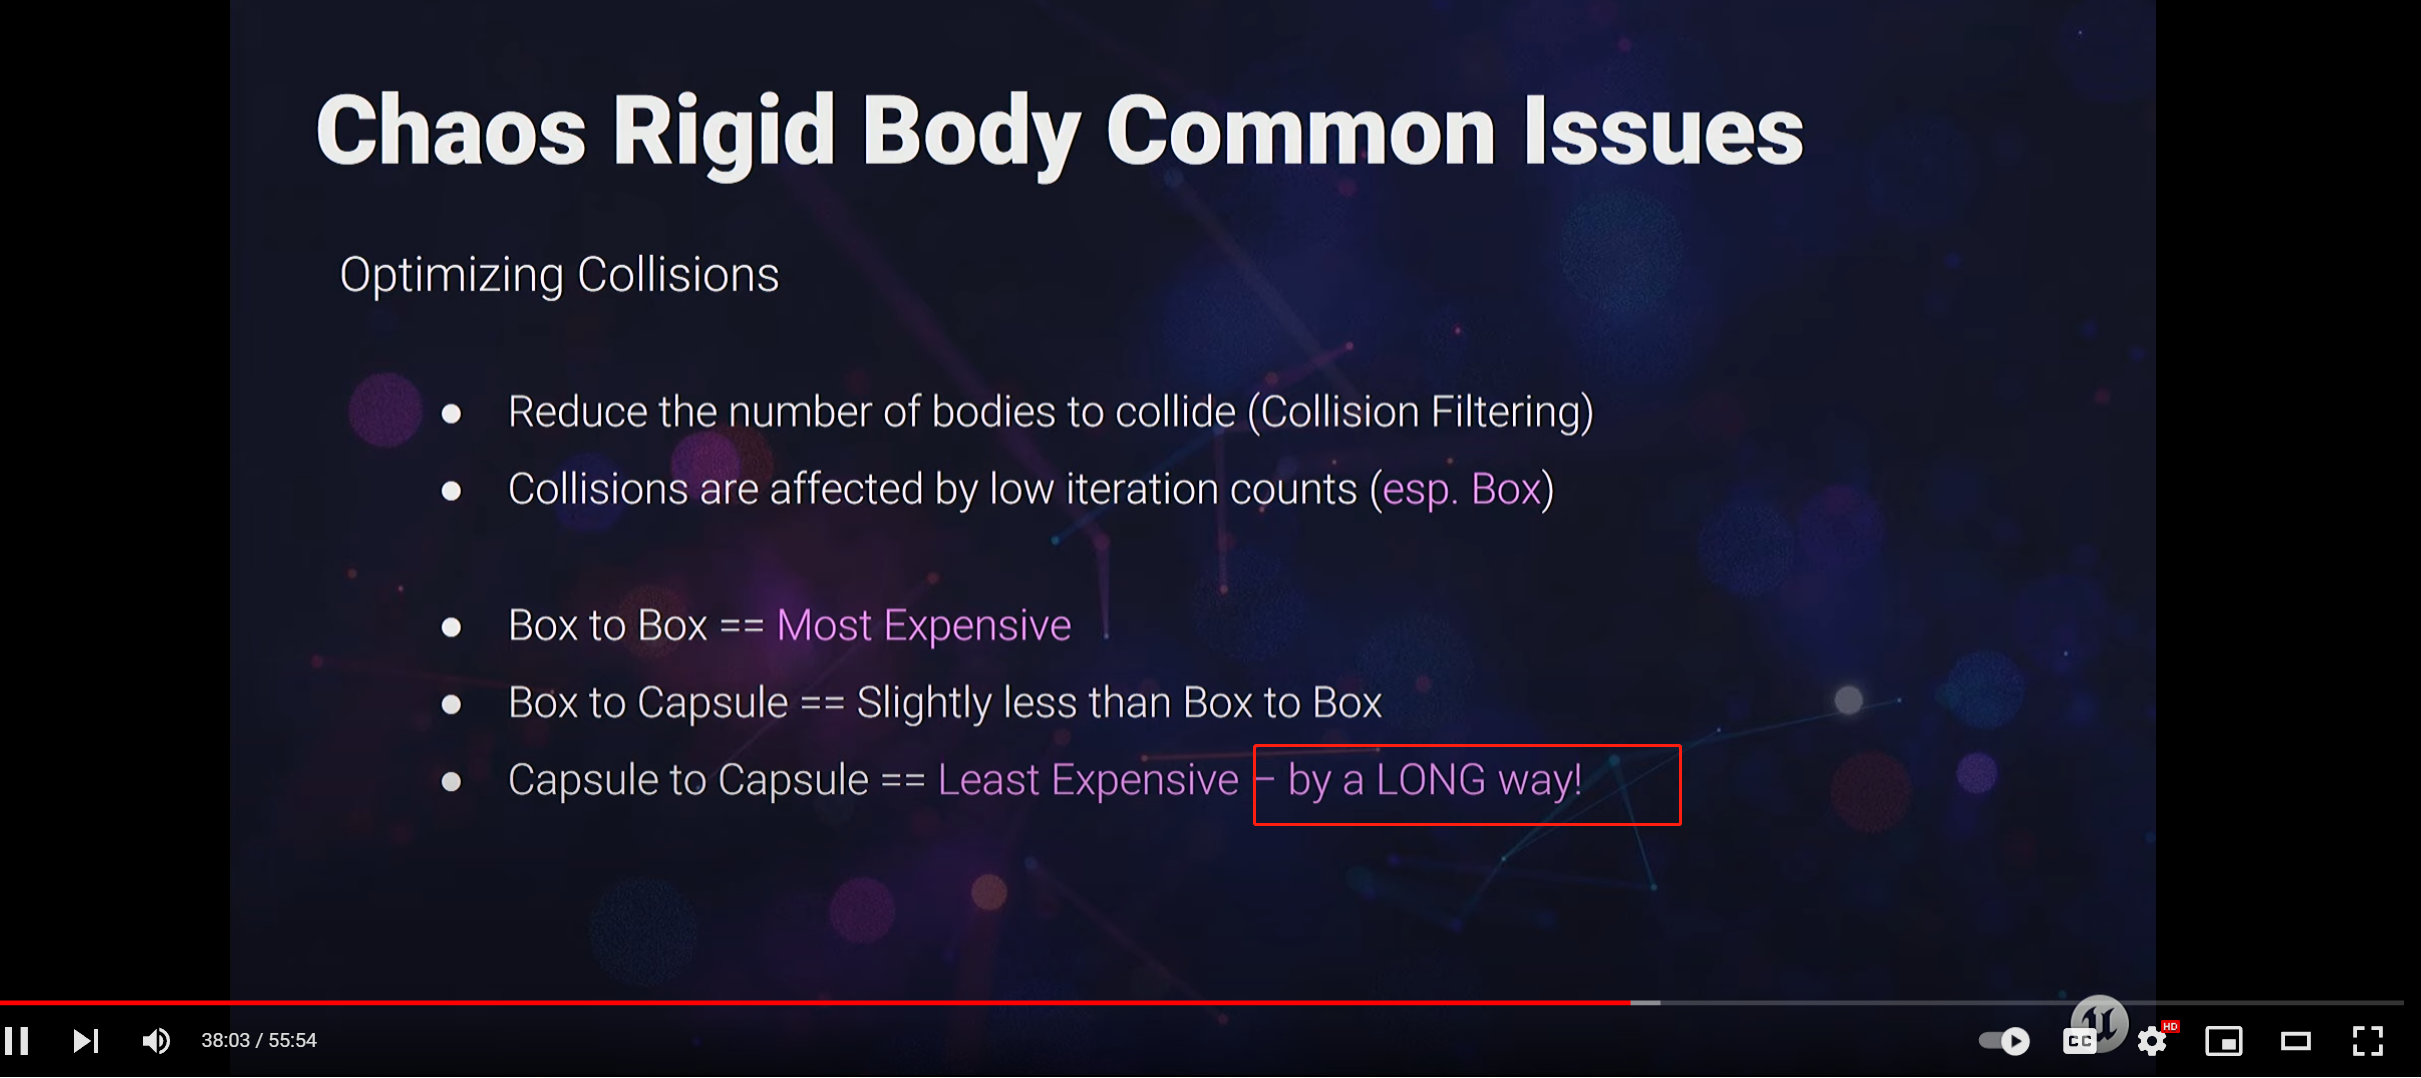 Chaos Rigid Body Common Issues
Optimizing Collisions
● Reduce the number of bodies to collide (Collision Filtering)
● Collisions are affected by low iteration counts (esp. Box)
● Box to Box == Most Expensive
● Box to Capsule == Slightly less than Box to Box
● Capsule to Capsule == Least Expensive – by a LONG way!
38:03 / 55:54
CC
HD